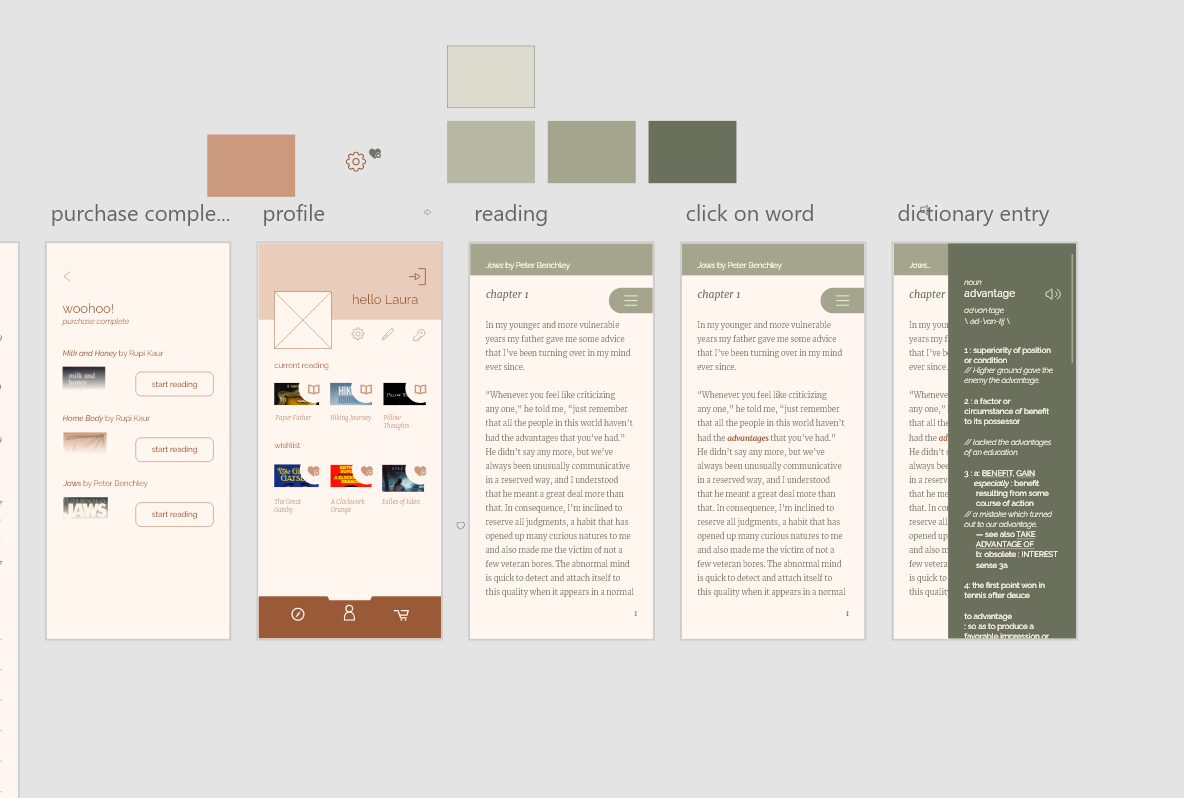 purchase comple...
profile
reading
click on word
dictionary entry
woohoo!
purchase complete
Milk and Honey by Rupi Kaur
milk and
honey
start reading
Home Body by Rupi Kaur
start reading
Jaws by Peter Benchley
JAWS
start reading
hello Laura
current reading
Paper Father
Hiking Journey
Pillow
Thoughts
wishlist
The Great
Gatsby
A Clockwork
Orange
Exiles of Eden
Jaws by Peter Benchley
chapter 1
In my younger and more vulnerable
years my father gave me some advice
that I've been turning over in my mind
ever since.
“Whenever you feel like criticizing
any one,” he told me, “just remember
that all the people in this world haven't
had the advantages that you've had.”
He didn't say any more, but we've
always been unusually communicative
in a reserved way, and I understood
that he meant a great deal more than
that. In consequence, I'm inclined to
reserve all judgments, a habit that has
opened up many curious natures to me
and also made me the victim of not a
few veteran bores. The abnormal mind
is quick to detect and attach itself to
this quality when it appears in a normal
1
Jaws by Peter Benchley
chapter 1
In my younger and more vulnerable
years my father gave me some advice
that I've been turning over in my mind
ever since.
“Whenever you feel like criticizing
any one,” he told me, “just remember
that all the people in this world haven't
had the advantages that you've had.”
He didn't say any more, but we've
always been unusually communicative
in a reserved way, and I understood
that he meant a great deal more than
that. In consequence, I'm inclined to
reserve all judgments, a habit that has
opened up many curious natures to me
and also made me the victim of not a
few veteran bores. The abnormal mind
is quick to detect and attach itself to
this quality when it appears in a normal
1
Jaws...
chapter
In my you
years my f
that I've b
ever since.
“Whenever
any one,”
that all the
had the ad
He didn't s
always bee
in a reserve
that he me
that. In con
reserve all
opened up
and also m
few vetera
is quick to
this quality
noun
advantage
ad·van·tage
\ ad-ˈvan-tij \
1 : superiority of position
or condition
// Higher ground gave the
enemy the advantage.
2 : a factor or
circumstance of benefit
to its possessor
// lacked the advantages
of an education.
3 : a: BENEFIT, GAIN
especially : benefit
resulting from some
course of action
// a mistake which turned
out to our advantage.
— see also TAKE
ADVANTAGE OF
b: obsolete : INTEREST
sense 3a
4: the first point won in
tennis after deuce
to advantage
: so as to produce a
favorable impression or